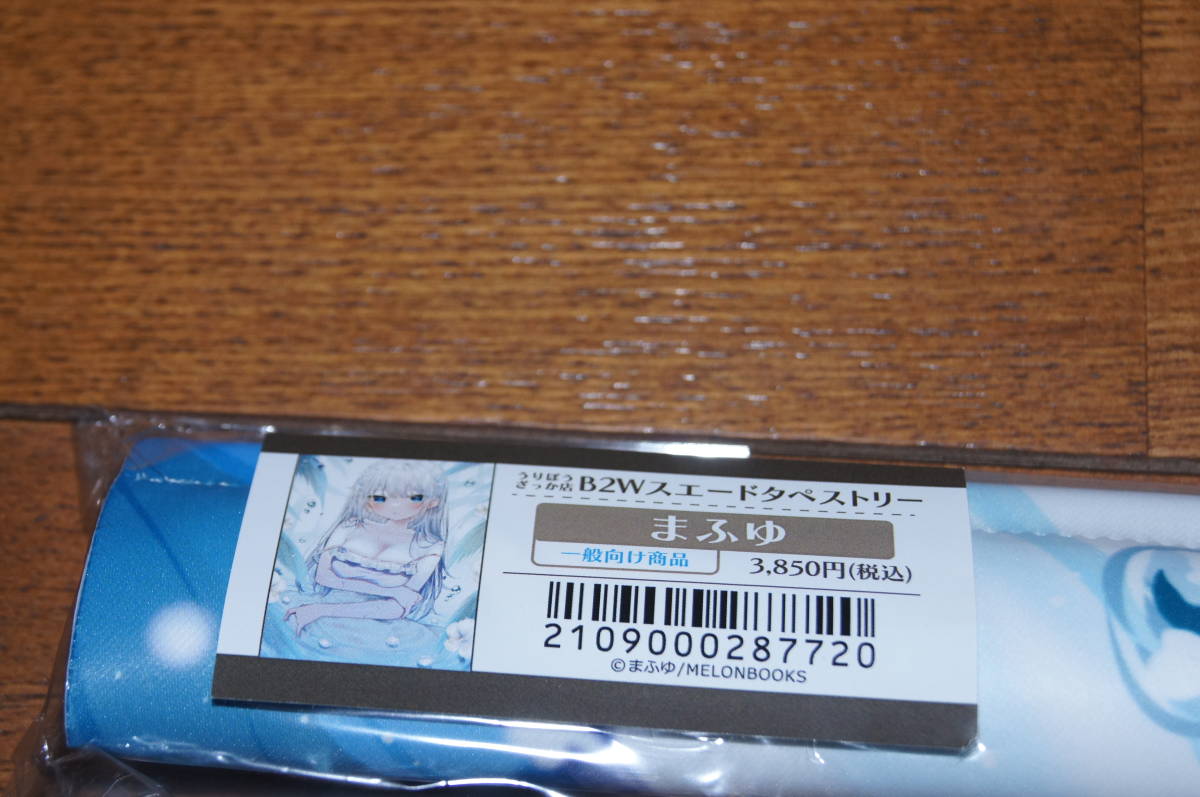 うりぼう
ざっか店
B2Wスエードタペストリー
まふゆ
一般向け商品
3,850円(税込)
2109000287720
©まふゆ/MELONBOOKS